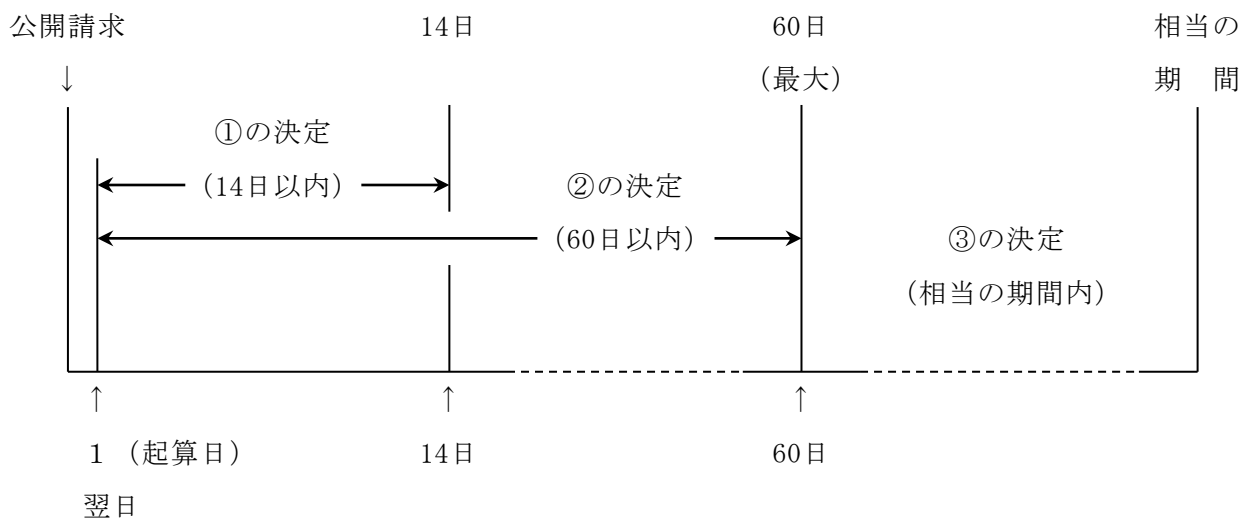 公開請求 14日 60日 相当の
↓ （最大） 期　間
①の決定
（14日以内） ②の決定
（60日以内） ③の決定
（相当の期間内）
↑ ↑ ↑
１（起算日） 14日 60日
翌日